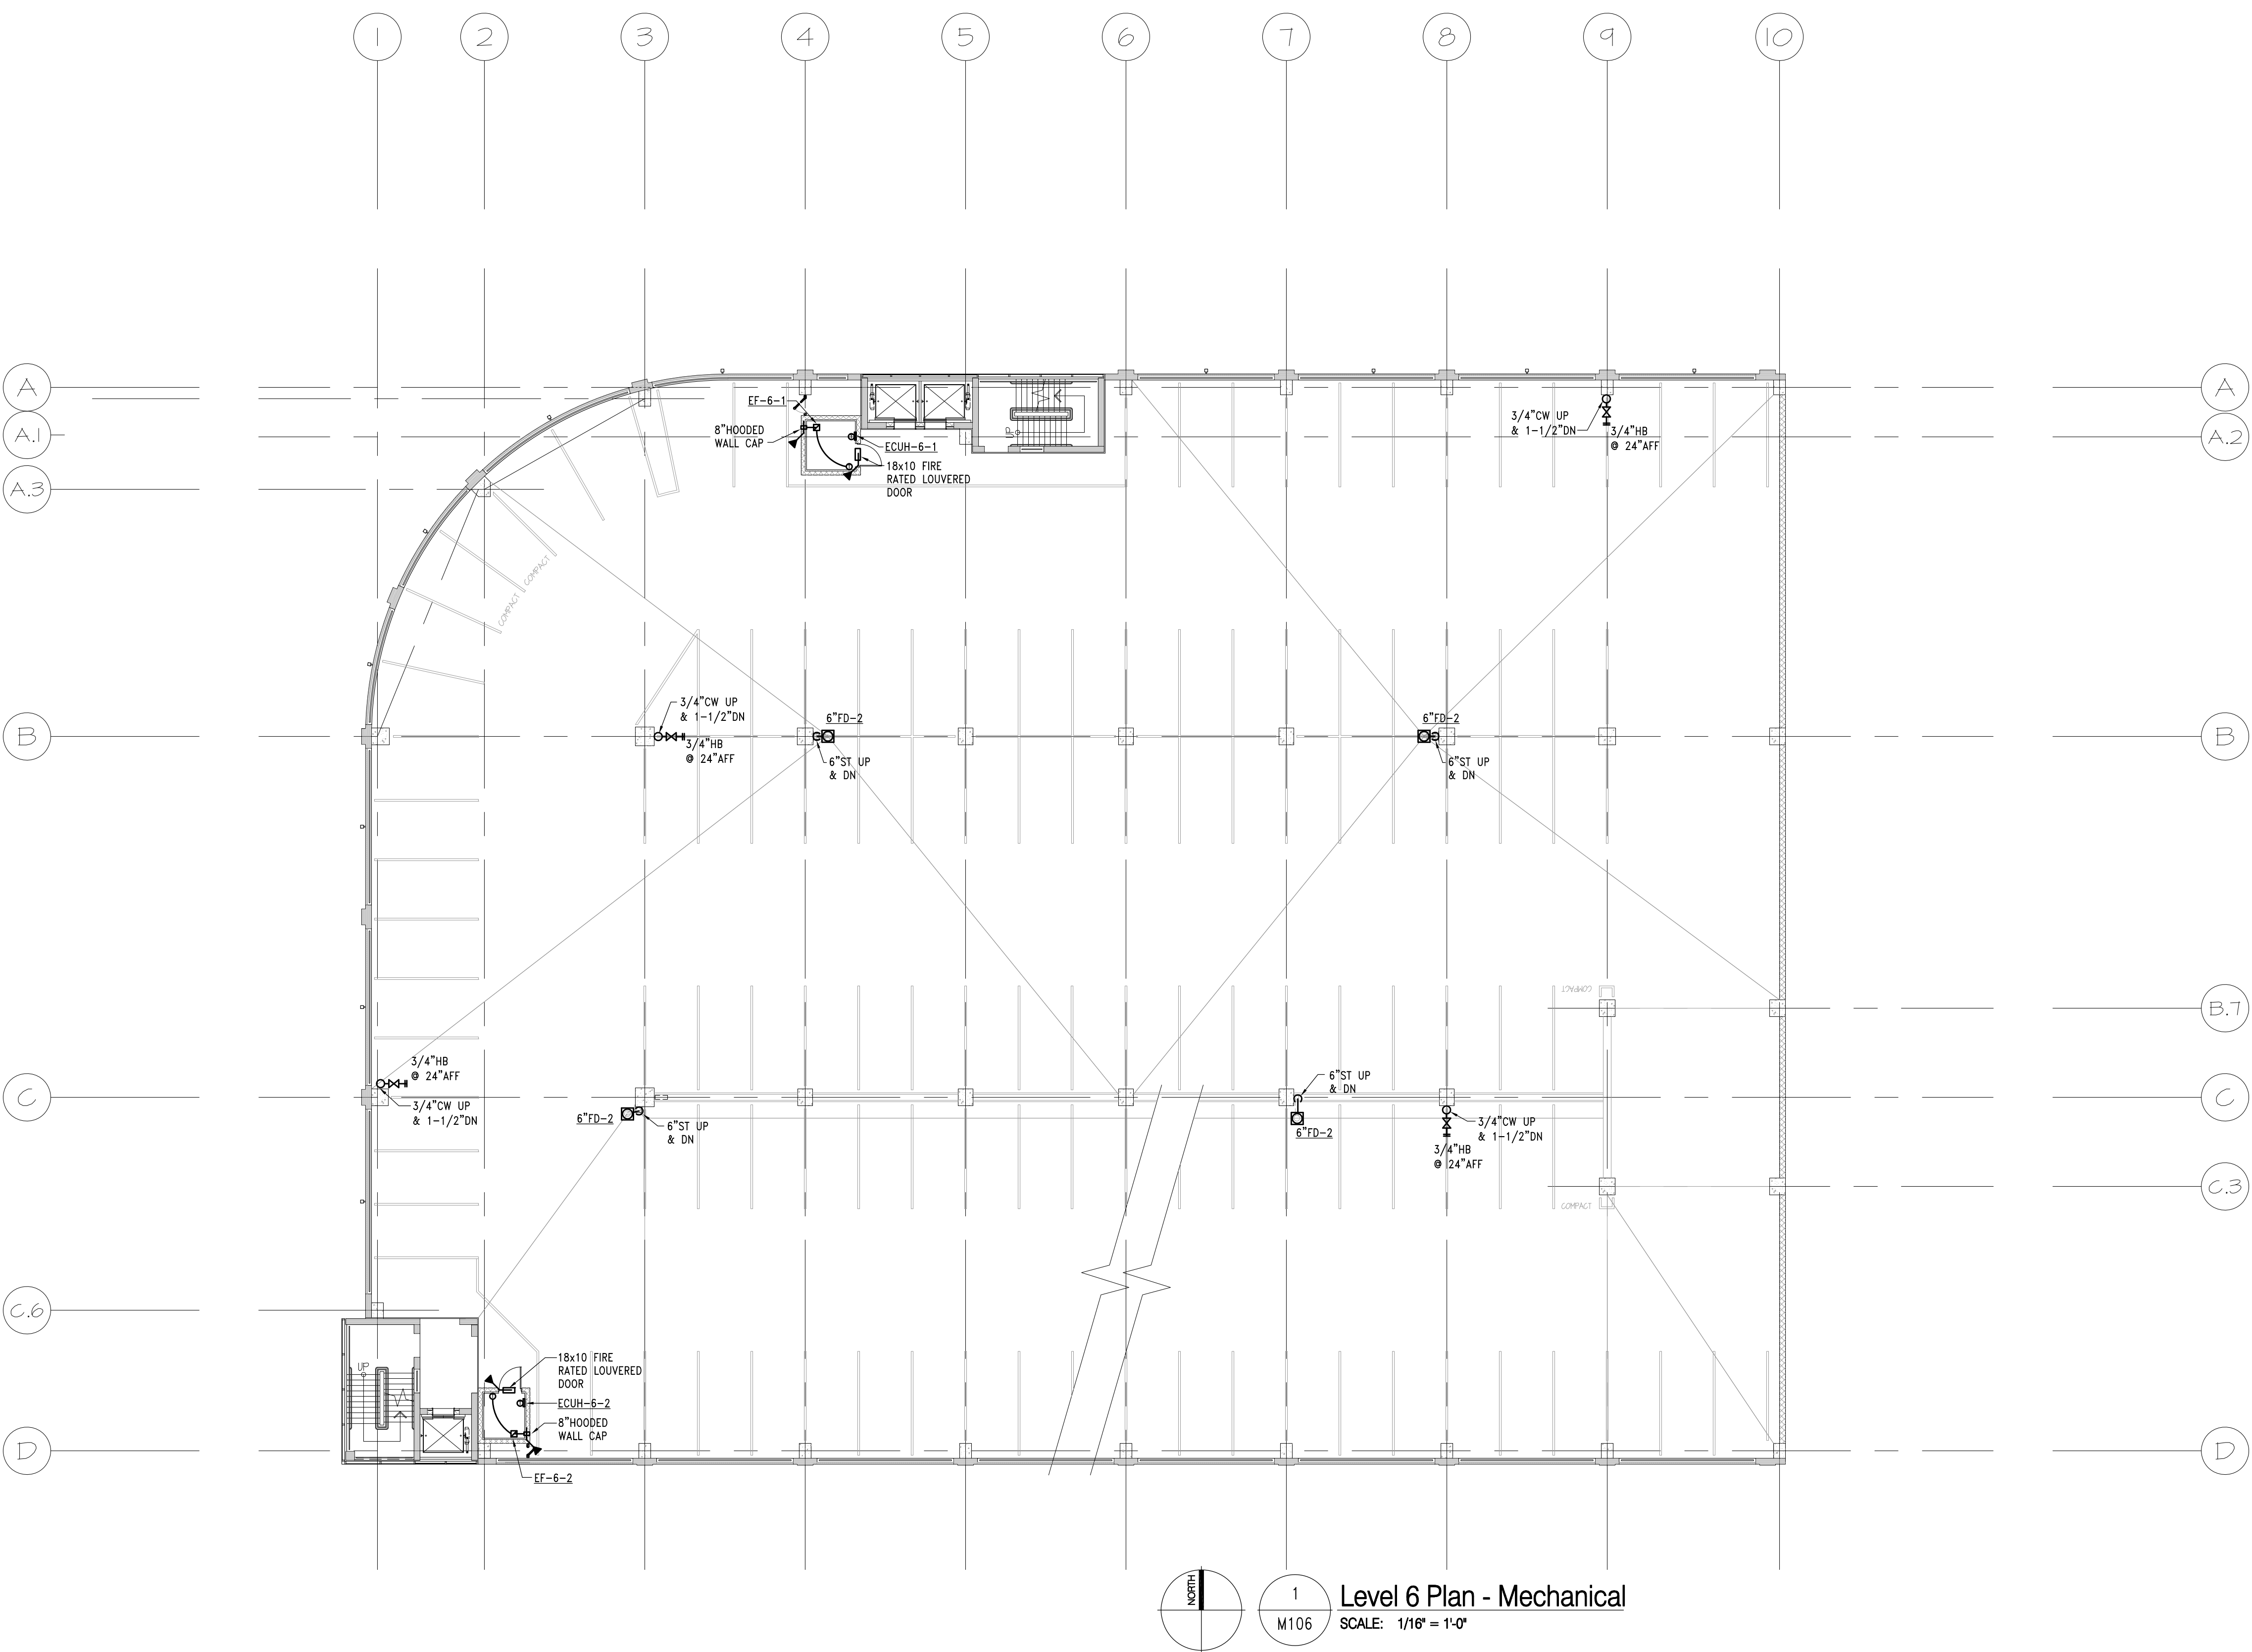 1
2
3
4
5
6
7
8
9
10
A
A
A.1
A.2
A.3
EF-6-1
8"HOODED
WALL CAP
ECUH-6-1
18x10 FIRE
RATED LOUVERED
DOOR
UP
3/4"CW UP
& 1-1/2"DN
3/4"HB
@ 24"AFF
COMPACT
COMPACT
3/4"CW UP
& 1-1/2"DN
3/4"HB
@ 24"AFF
6"FD-2
6"ST UP
& DN
6"FD-2
6"ST UP
& DN
B
B
COMPACT
B.7
3/4"HB
@ 24"AFF
3/4"CW UP
& 1-1/2"DN
6"FD-2
6"ST UP
& DN
6"ST UP
& DN
6"FD-2
3/4"CW UP
& 1-1/2"DN
3/4"HB
@ 24"AFF
C
C
COMPACT
C.3
C.6
UP
18x10 FIRE
RATED LOUVERED
DOOR
ECUH-6-2
8"HOODED
WALL CAP
EF-6-2
D
D
NORTH
1
M106
Level 6 Plan - Mechanical
SCALE: 1/16" = 1'-0"